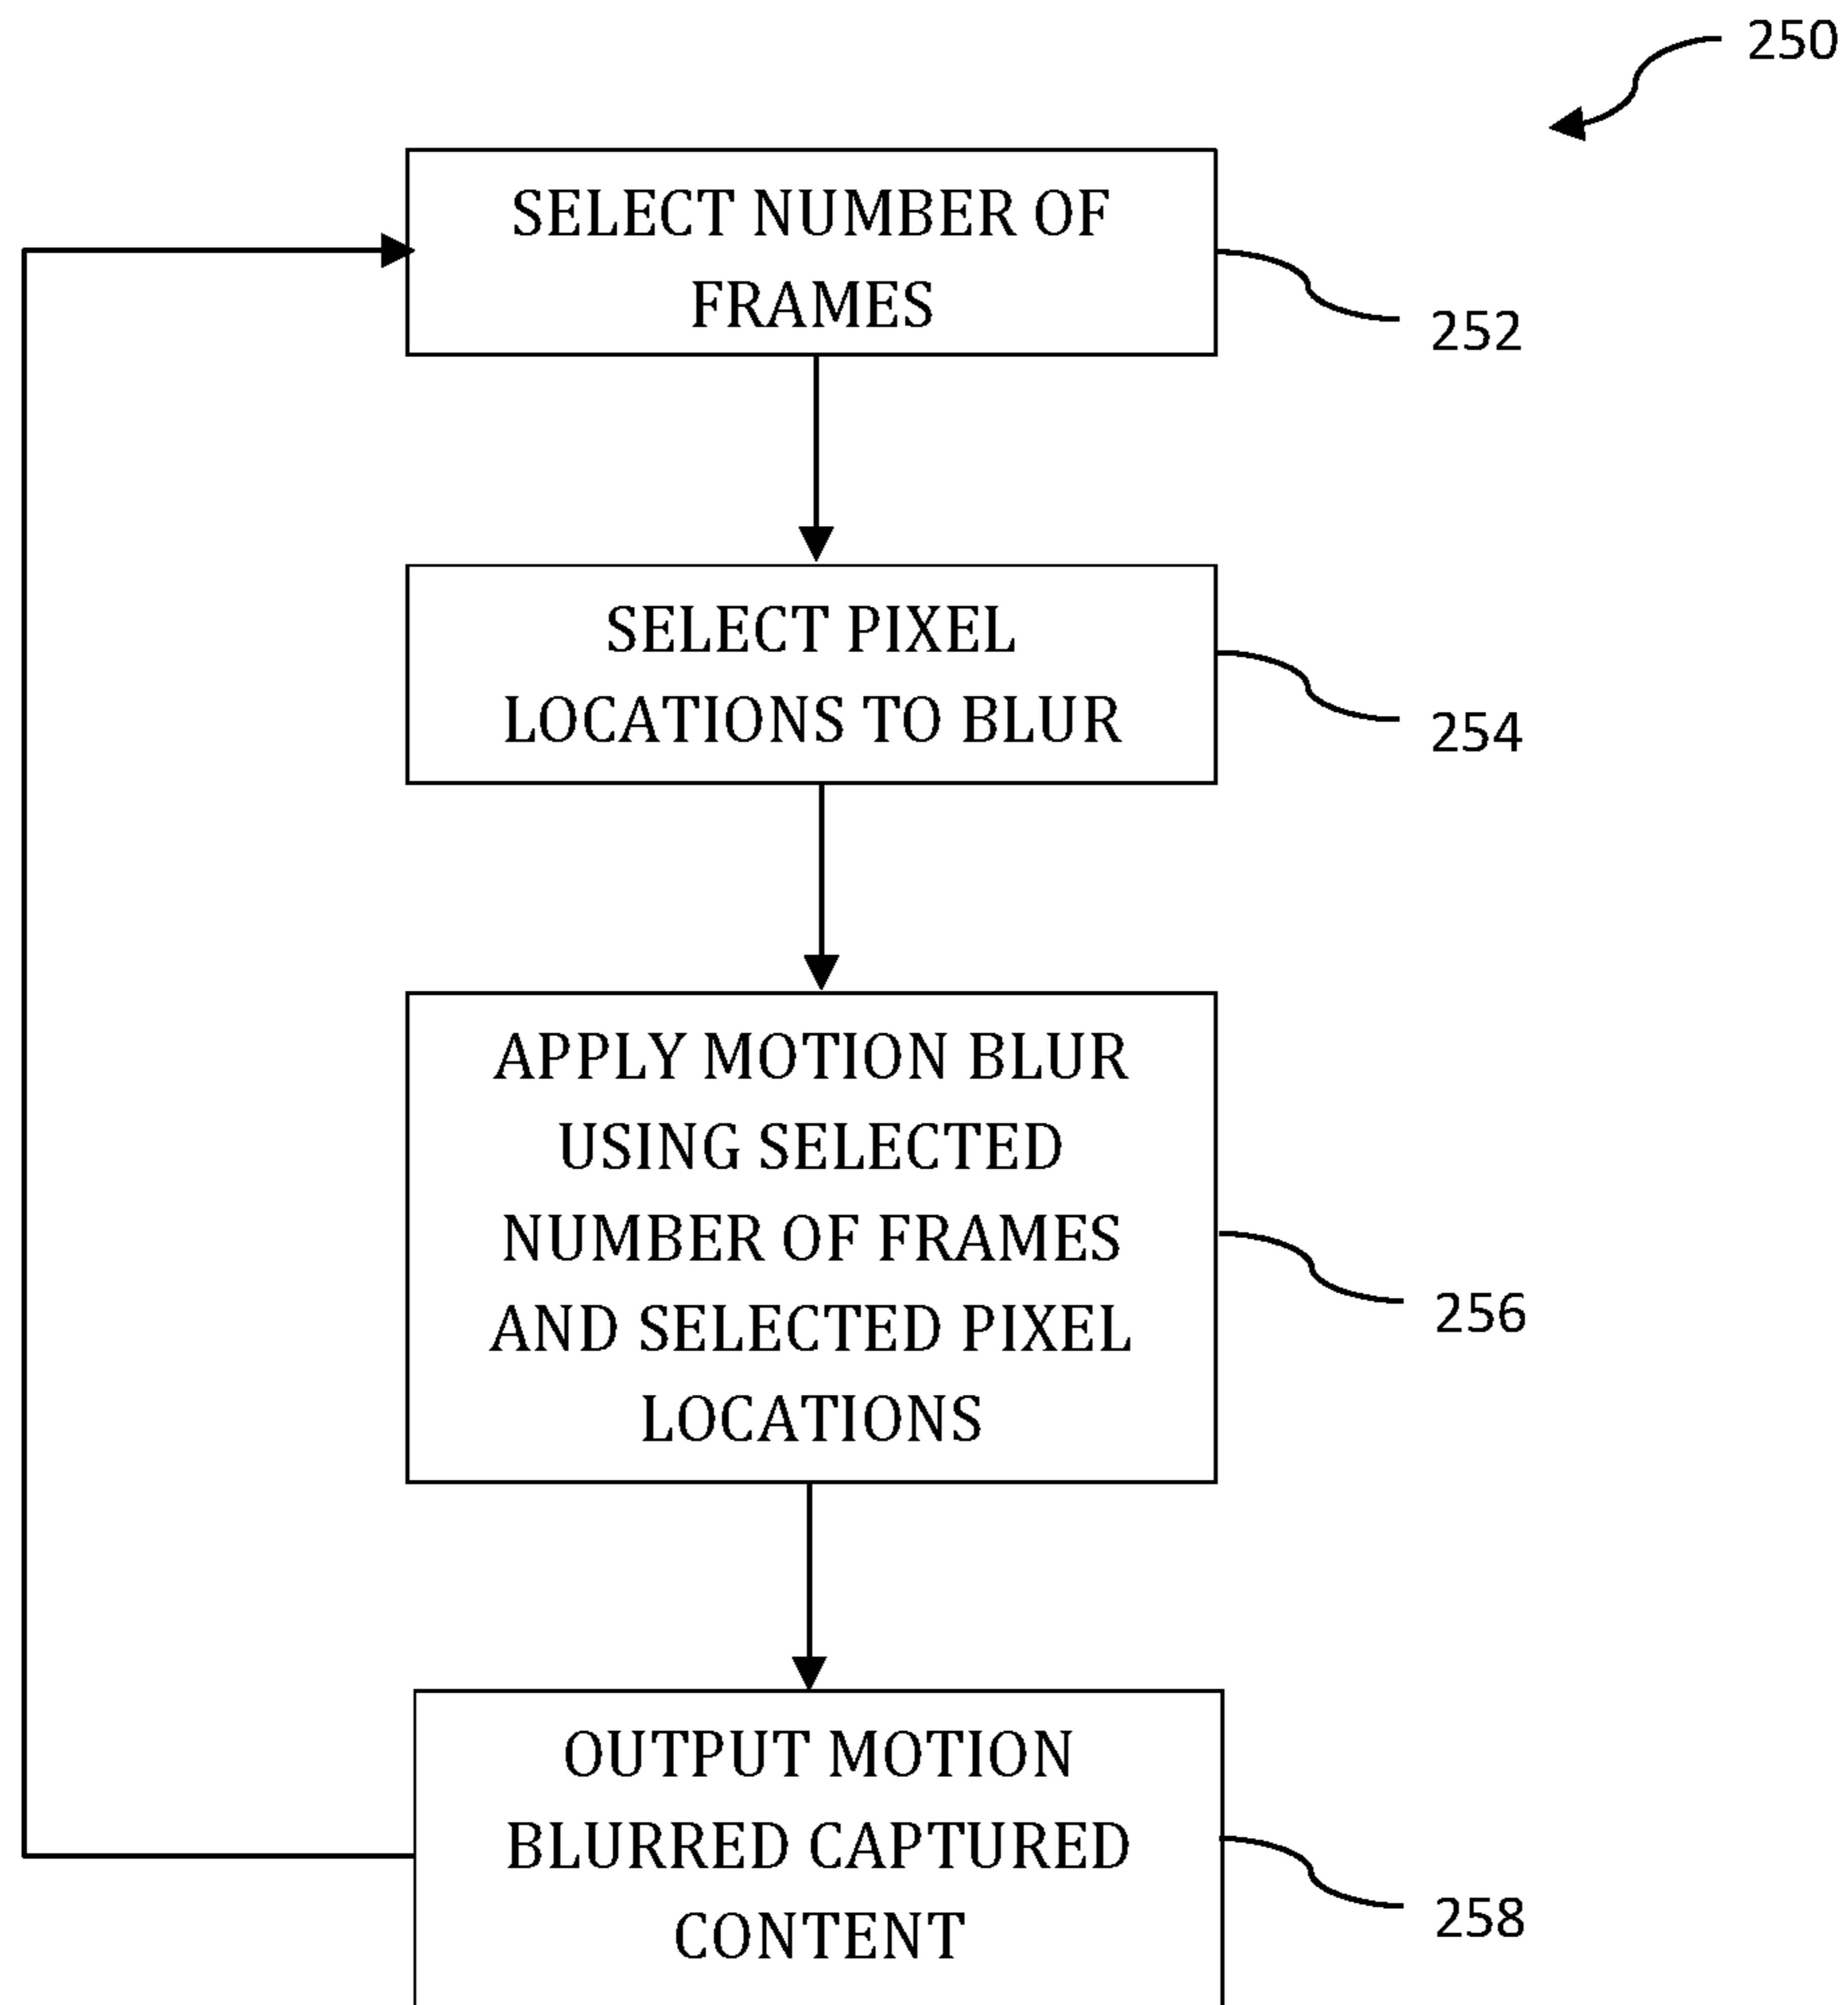 250
SELECT NUMBER OF
FRAMES
252
SELECT PIXEL
LOCATIONS TO BLUR
254
APPLY MOTION BLUR
USING SELECTED
NUMBER OF FRAMES
AND SELECTED PIXEL
LOCATIONS
256
OUTPUT MOTION
BLURRED CAPTURED
CONTENT
258